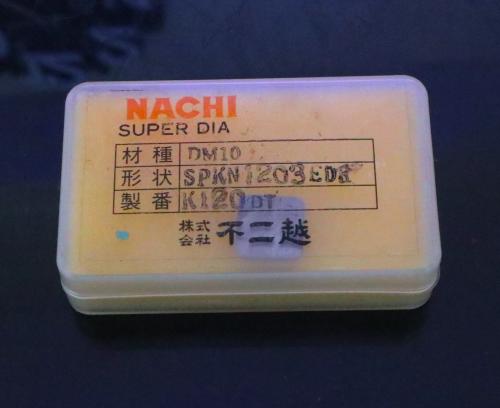 NACHI
SUPER DIA
材種 DM10
形状 SPKN1203EDR
製番 K120DT
株式会社 不二越